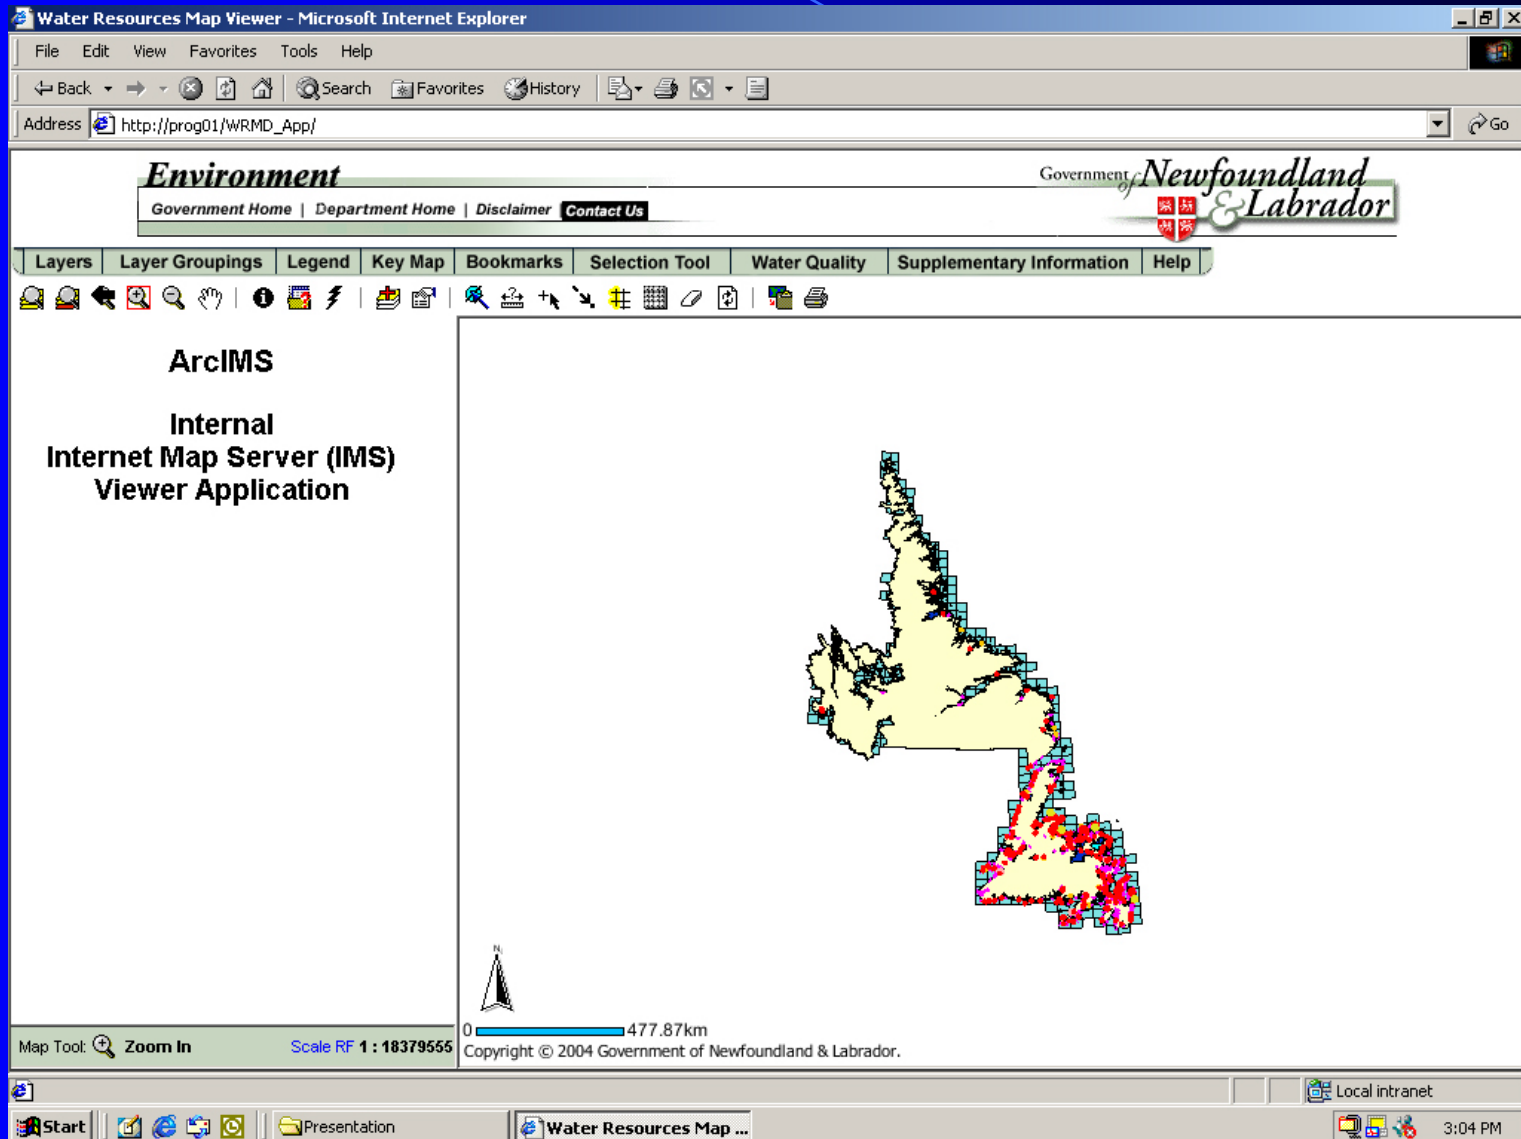 Water Resources Map Viewer - Microsoft Internet Explorer
File Edit View Favorites Tools Help
Back Search Favorites History
Address http://prog01/WRMD_App/ Go
Environment
Government Home | Department Home | Disclaimer Contact Us
Government of Newfoundland & Labrador
Layers Layer Groupings Legend Key Map Bookmarks Selection Tool Water Quality Supplementary Information Help
ArcIMS
Internal
Internet Map Server (IMS)
Viewer Application
N
0 477.87km
Map Tool: Zoom In Scale RF 1 : 18379555
Copyright © 2004 Government of Newfoundland & Labrador.
Local intranet
Start Presentation Water Resources Map ... 3:04 PM